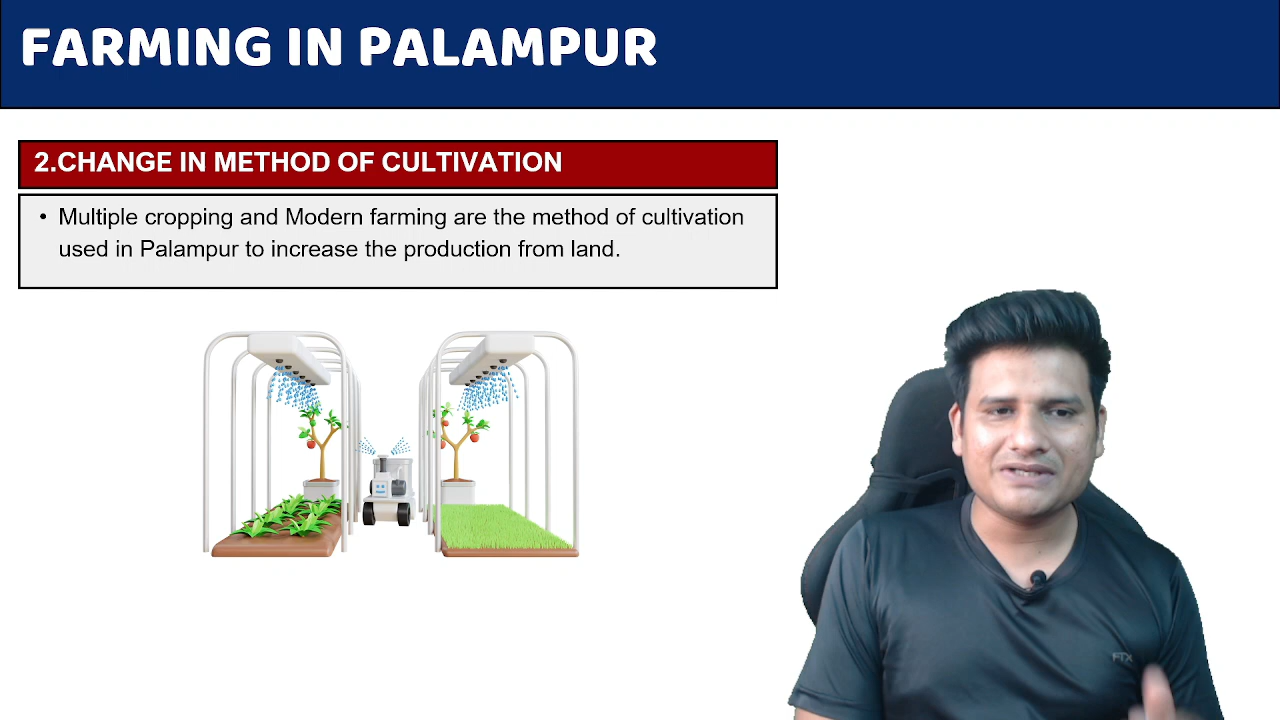 FARMING IN PALAMPUR
2.CHANGE IN METHOD OF CULTIVATION
• Multiple cropping and Modern farming are the method of cultivation
used in Palampur to increase the production from land.
FTX